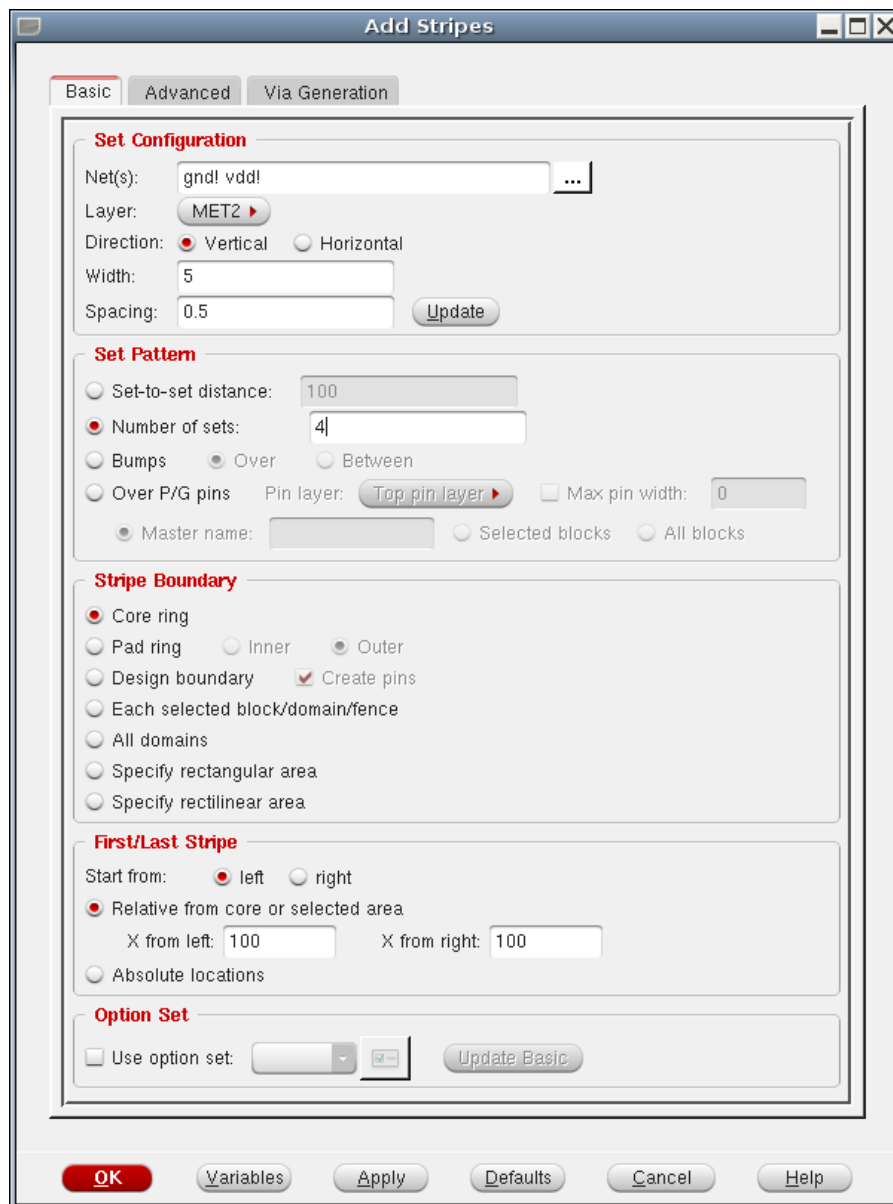 Add Stripes
Basic Advanced Via Generation
Set Configuration
Net(s): gnd! vdd! ...
Layer: MET2
Direction: Vertical Horizontal
Width: 5
Spacing: 0.5 Update
Set Pattern
Set-to-set distance: 100
Number of sets: 4
Bumps Over Between
Over P/G pins Pin layer: Top pin layer Max pin width: 0
Master name: Selected blocks All blocks
Stripe Boundary
Core ring
Pad ring Inner Outer
Design boundary Create pins
Each selected block/domain/fence
All domains
Specify rectangular area
Specify rectilinear area
First/Last Stripe
Start from: left right
Relative from core or selected area
X from left: 100 X from right: 100
Absolute locations
Option Set
Use option set: Update Basic
OK Variables Apply Defaults Cancel Help